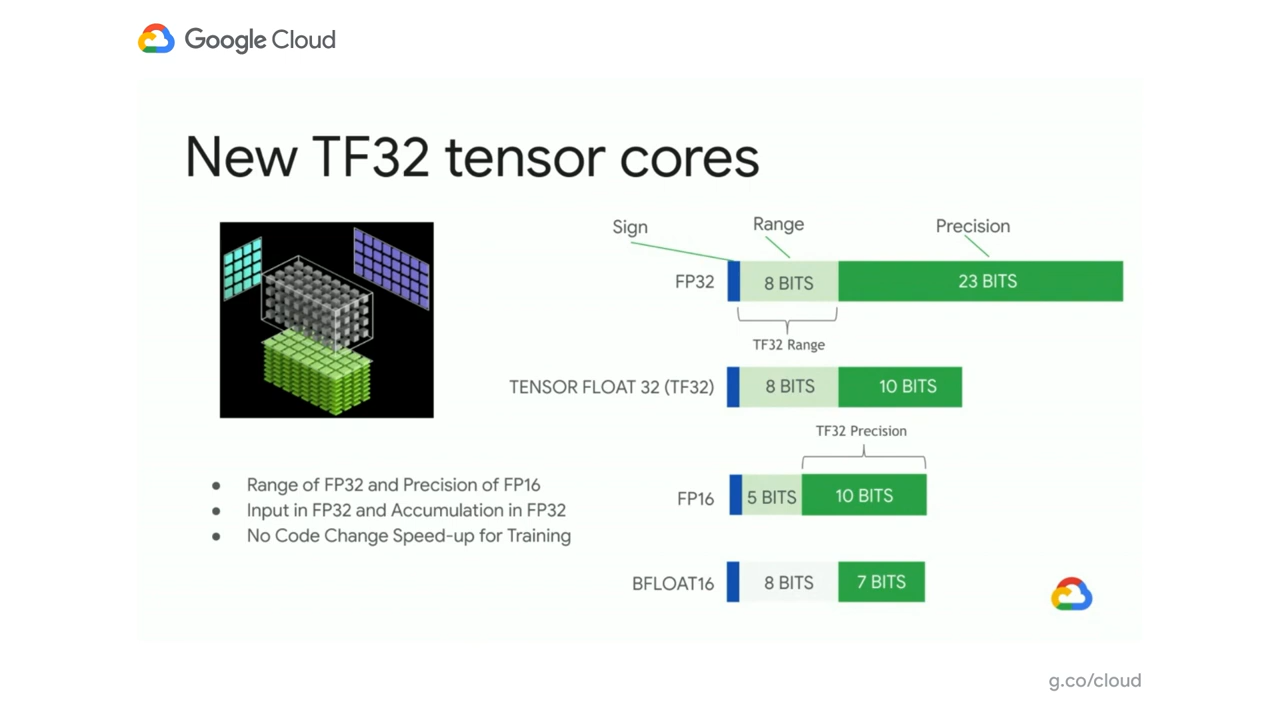 Google Cloud
New TF32 tensor cores
Sign
Range
Precision
FP32
8 BITS
23 BITS
TF32 Range
TENSOR FLOAT 32 (TF32)
8 BITS
10 BITS
TF32 Precision
FP16
5 BITS
10 BITS
BFLOAT16
8 BITS
7 BITS
● Range of FP32 and Precision of FP16
● Input in FP32 and Accumulation in FP32
● No Code Change Speed-up for Training
g.co/cloud